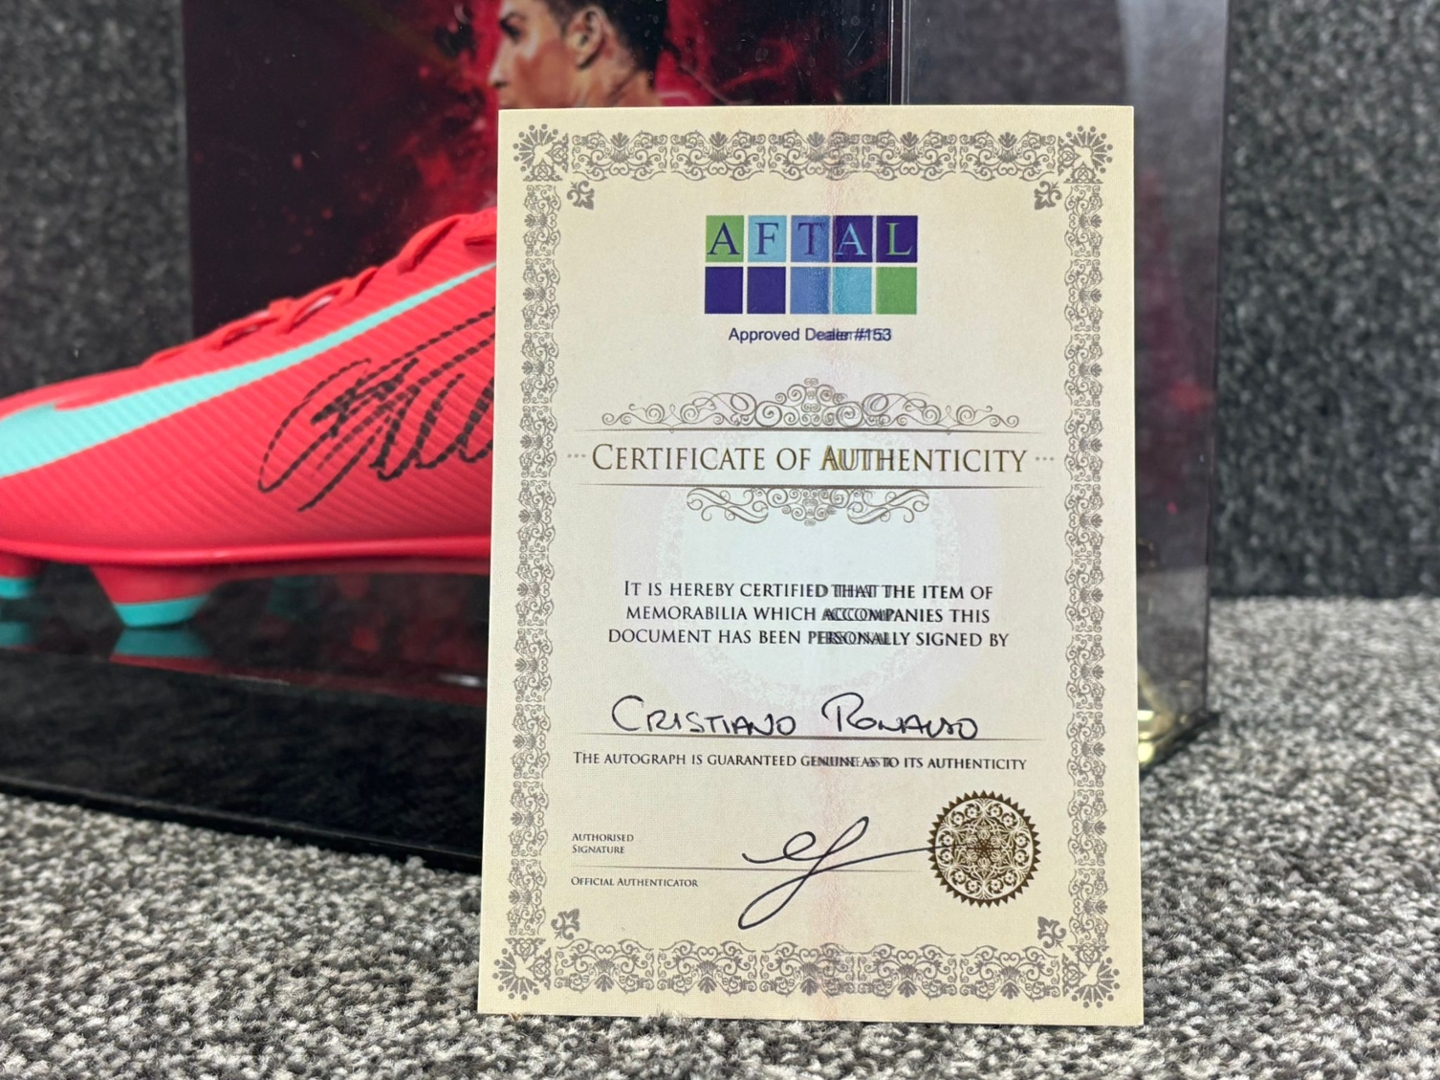 AFTAL
Approved Dealer #153
CERTIFICATE OF AUTHENTICITY
IT IS HEREBY CERTIFIED THAT THE ITEM OF
MEMORABILIA WHICH ACCOMPANIES THIS
DOCUMENT HAS BEEN PERSONALLY SIGNED BY
CRISTIANO RONALDO
THE AUTOGRAPH IS GUARANTEED GENUINE AS TO ITS AUTHENTICITY
AUTHORISED
SIGNATURE
OFFICIAL AUTHENTICATOR